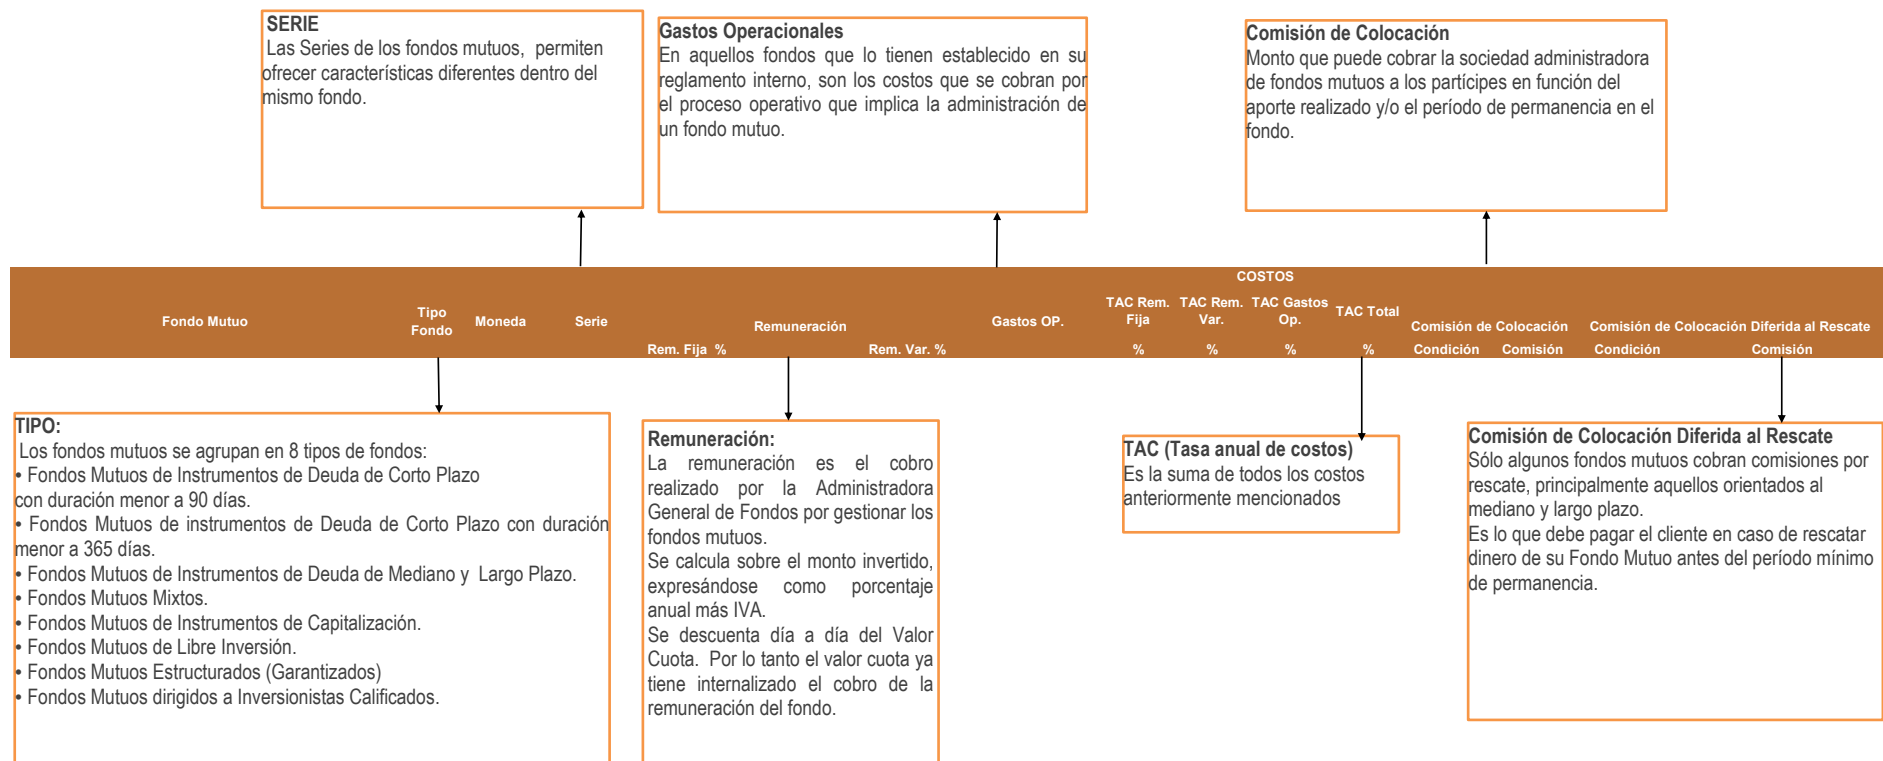 SERIE
Las Series de los fondos mutuos, permiten
ofrecer características diferentes dentro del
mismo fondo.
Gastos Operacionales
En aquellos fondos que lo tienen establecido en su
reglamento interno, son los costos que se cobran por
el proceso operativo que implica la administración de
un fondo mutuo.
Comisión de Colocación
Monto que puede cobrar la sociedad administradora
de fondos mutuos a los partícipes en función del
aporte realizado y/o el período de permanencia en el
fondo.
COSTOS
Fondo Mutuo
Tipo
Fondo
Moneda
Serie
Remuneración
Gastos OP.
TAC Rem.
Fija
TAC Rem.
Var.
TAC Gastos
Op.
TAC Total
Comisión de Colocación
Comisión de Colocación Diferida al Rescate
Rem. Fija %
Rem. Var. %
%
%
%
%
Condición
Comisión
Condición
Comisión
TIPO:
Los fondos mutuos se agrupan en 8 tipos de fondos:
• Fondos Mutuos de Instrumentos de Deuda de Corto Plazo
con duración menor a 90 días.
• Fondos Mutuos de instrumentos de Deuda de Corto Plazo con duración
menor a 365 días.
• Fondos Mutuos de Instrumentos de Deuda de Mediano y Largo Plazo.
• Fondos Mutuos Mixtos.
• Fondos Mutuos de Instrumentos de Capitalización.
• Fondos Mutuos de Libre Inversión.
• Fondos Mutuos Estructurados (Garantizados)
• Fondos Mutuos dirigidos a Inversionistas Calificados.
Remuneración:
La remuneración es el cobro
realizado por la Administradora
General de Fondos por gestionar los
fondos mutuos.
Se calcula sobre el monto invertido,
expresándose como porcentaje
anual más IVA.
Se descuenta día a día del Valor
Cuota. Por lo tanto el valor cuota ya
tiene internalizado el cobro de la
remuneración del fondo.
TAC (Tasa anual de costos)
Es la suma de todos los costos
anteriormente mencionados
Comisión de Colocación Diferida al Rescate
Sólo algunos fondos mutuos cobran comisiones por
rescate, principalmente aquellos orientados al
mediano y largo plazo.
Es lo que debe pagar el cliente en caso de rescatar
dinero de su Fondo Mutuo antes del período mínimo
de permanencia.